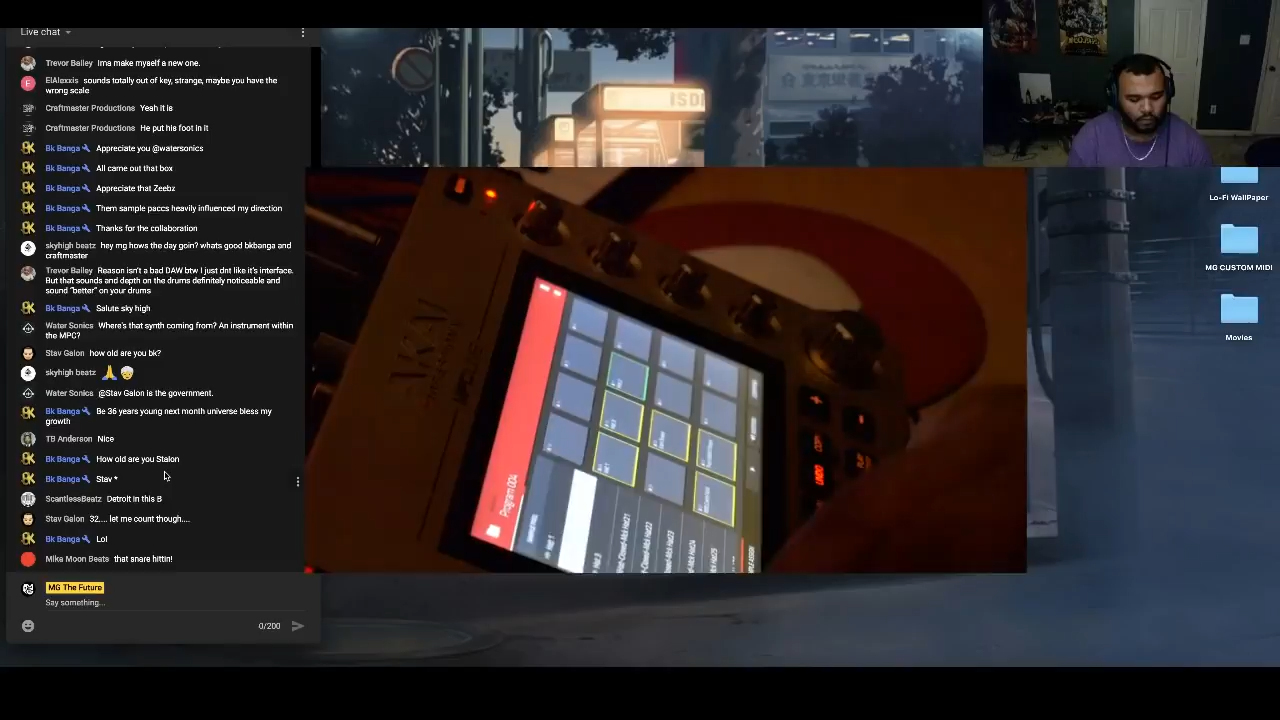 Live chat
Trevor Bailey Ima make myself a new one.
ElAlexxis sounds totally out of key, strange, maybe you have the
wrong scale
Craftmaster Productions Yeah it is
Craftmaster Productions He put his foot in it
Bk Banga Appreciate you @watersonics
Bk Banga All came out that box
Bk Banga Appreciate that Zeebz
Bk Banga Them sample paccs heavily influenced my direction
Bk Banga Thanks for the collaboration
skyhigh beatz hey mg hows the day goin? whats good bkbanga and
craftmaster
Trevor Bailey Reason isn't a bad DAW btw I just dnt like it's interface.
But that sounds and depth on the drums definitely noticeable and
sound "better" on your drums
Bk Banga Salute sky high
Water Sonics Where's that synth coming from? An instrument within
the MPC?
Stav Galon how old are you bk?
skyhigh beatz
Water Sonics @Stav Galon is the government.
Bk Banga Be 36 years young next month universe bless my
growth
TB Anderson Nice
Bk Banga How old are you Stalon
Bk Banga Stav *
ScantlessBeatz Detroit in this B
Stav Galon 32.... let me count though....
Bk Banga Lol
Mike Moon Beats that snare hittin!
MG The Future
Say something...
0/200
ISD
AKAI
Program 004
UNDO
COPY
+
-
Lo-Fi WallPaper
MG CUSTOM MIDI
Movies